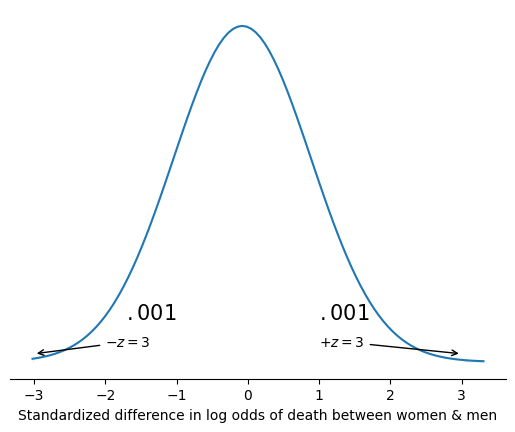 .001 .001
−z = 3 +z = 3
−3 −2 −1 0 1 2 3
Standardized difference in log odds of death between women & men